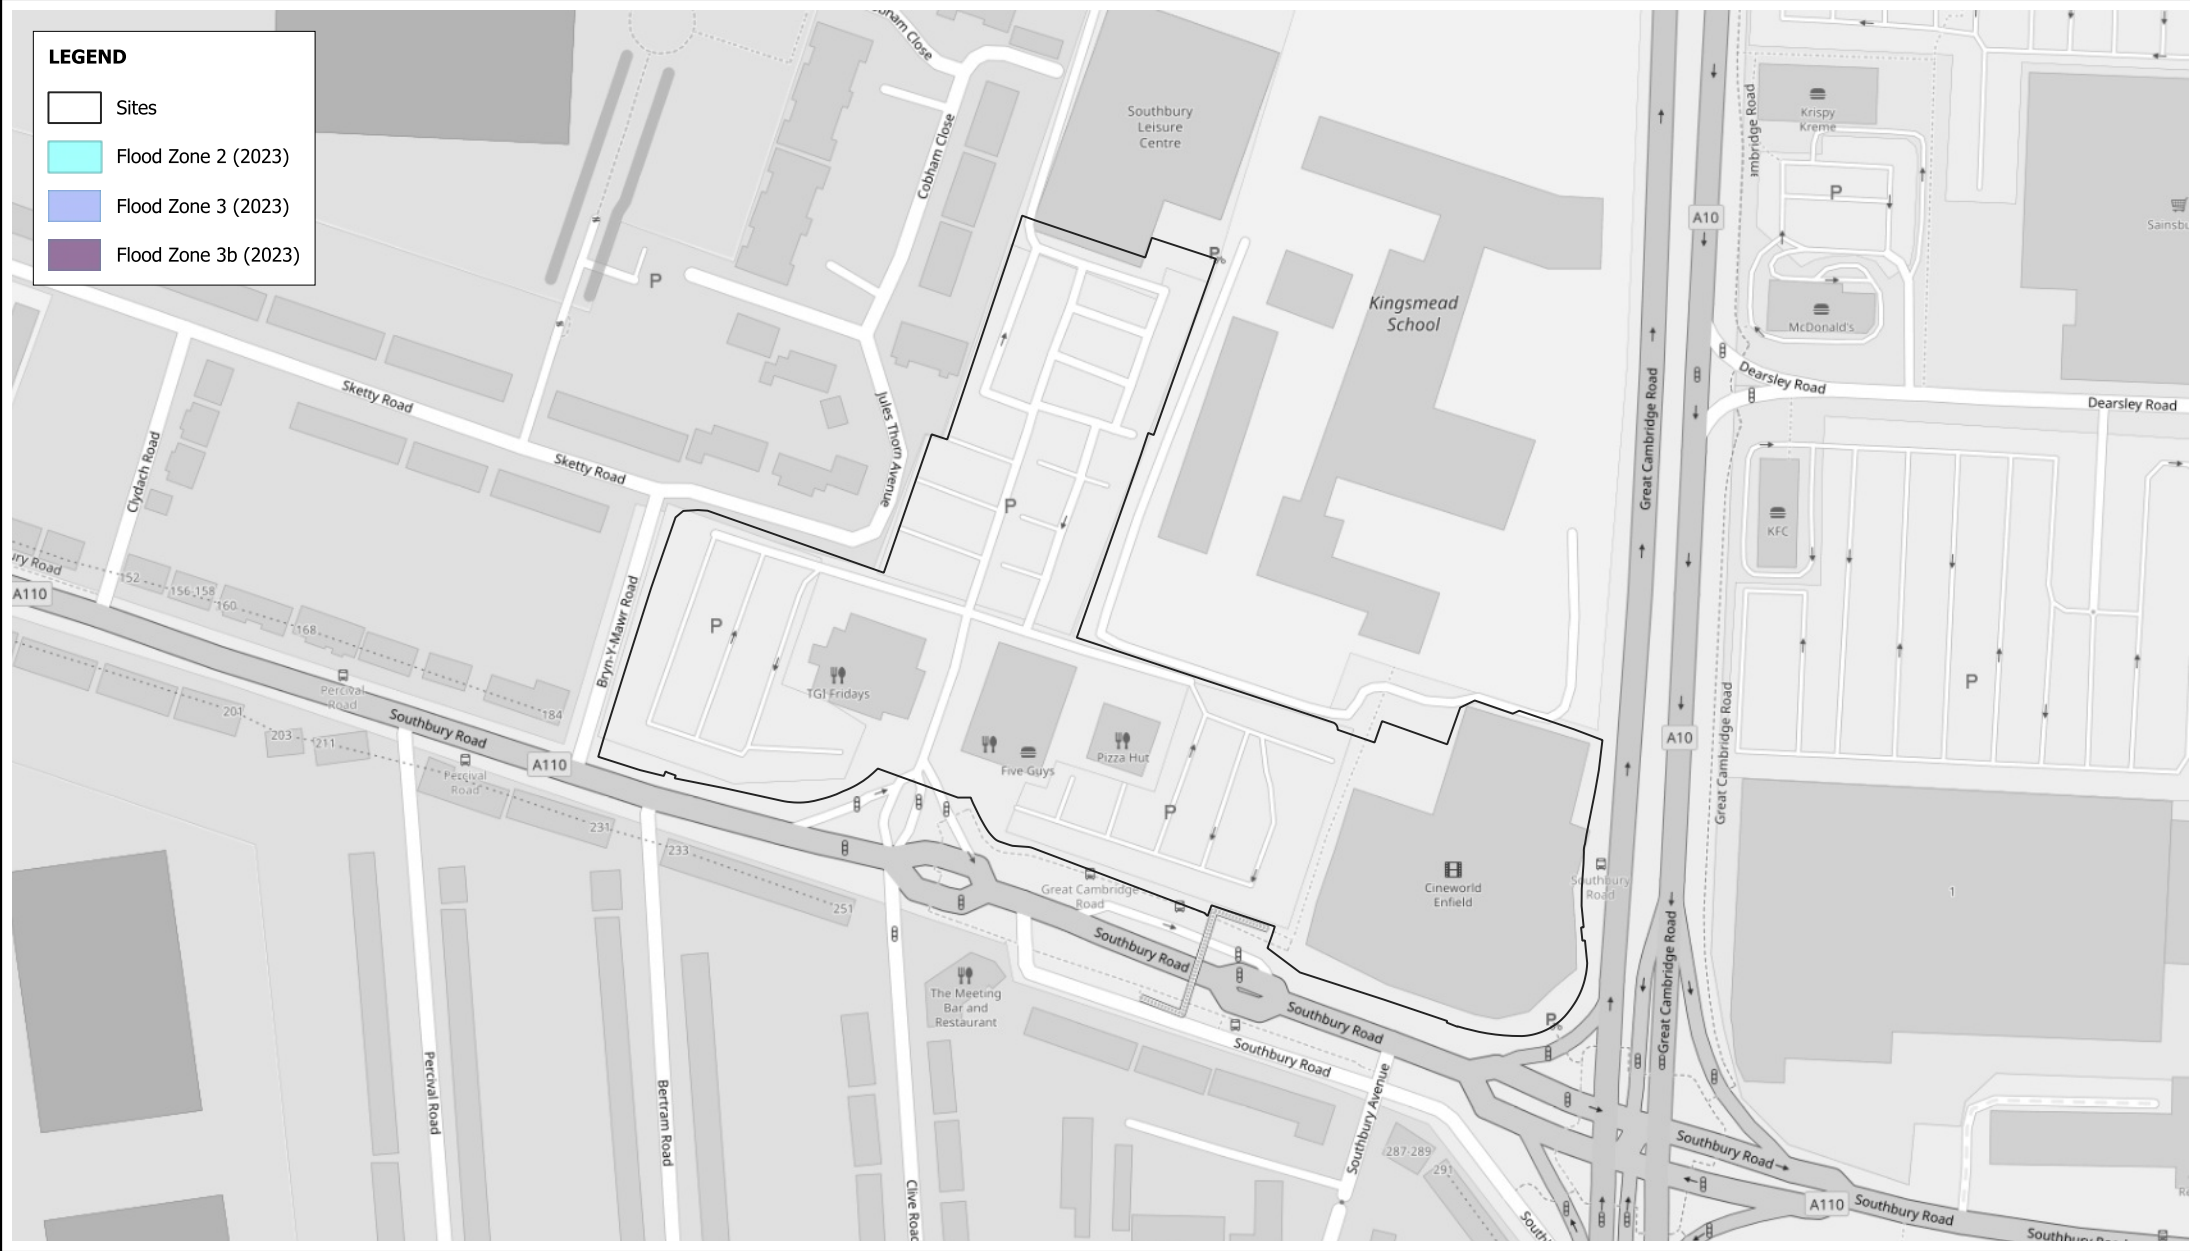 LEGEND
Sites
Flood Zone 2 (2023)
Flood Zone 3 (2023)
Flood Zone 3b (2023)
Cobham Close
Southbury
Leisure
Centre
Kingsmead
School
P
P
Sketty Road
Sketty Road
Clydach Road
Jules Thorn Avenue
Bryn-Y-Mawr Road
152
156-158
160
168
184
A110
Percival
Road
201
203
211
Southbury Road
A110
Percival
Road
231
233
251
P
TGI Fridays
Five Guys
Pizza Hut
P
Great Cambridge
Road
Southbury Road
Cineworld
Enfield
Southbury
Road
The Meeting
Bar and
Restaurant
Southbury Road
Southbury Road
Southbury Avenue
Percival Road
Bertram Road
287-289
291
A10
Great Cambridge Road
A10
Great Cambridge Road
Great Cambridge Road
Krispy
Kreme
P
McDonald's
Dearsley Road
Dearsley Road
KFC
P
1
Southbury Road
A110
Southbury Road